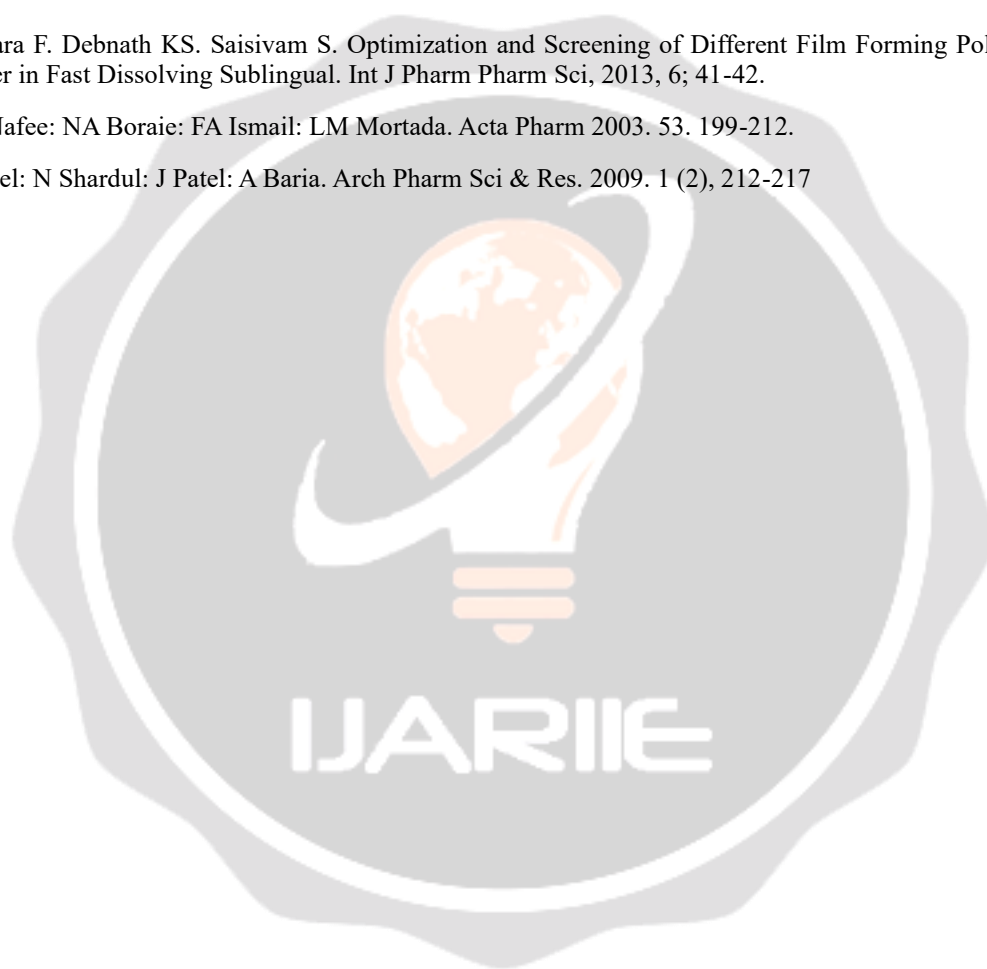 ara F. Debnath KS. Saisivam S. Optimization and Screening of Different Film Forming Pol
er in Fast Dissolving Sublingual. Int J Pharm Pharm Sci, 2013, 6; 41-42.
Nafee: NA Boraie: FA Ismail: LM Mortada. Acta Pharm 2003. 53. 199-212.
el: N Shardul: J Patel: A Baria. Arch Pharm Sci & Res. 2009. 1 (2), 212-217
IJARIIE